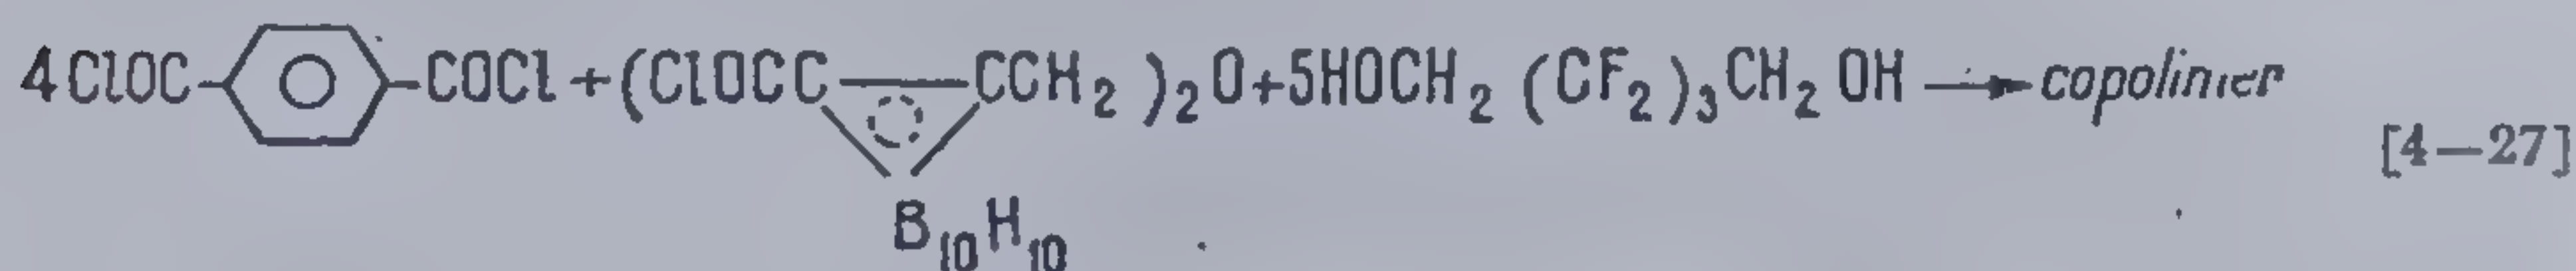 4ClOC-COCl+(ClOCC—CCH₂)₂O+5HOCH₂(CF₂)₃CH₂OH→copolimer
[4—27]
B₁₀H₁₀